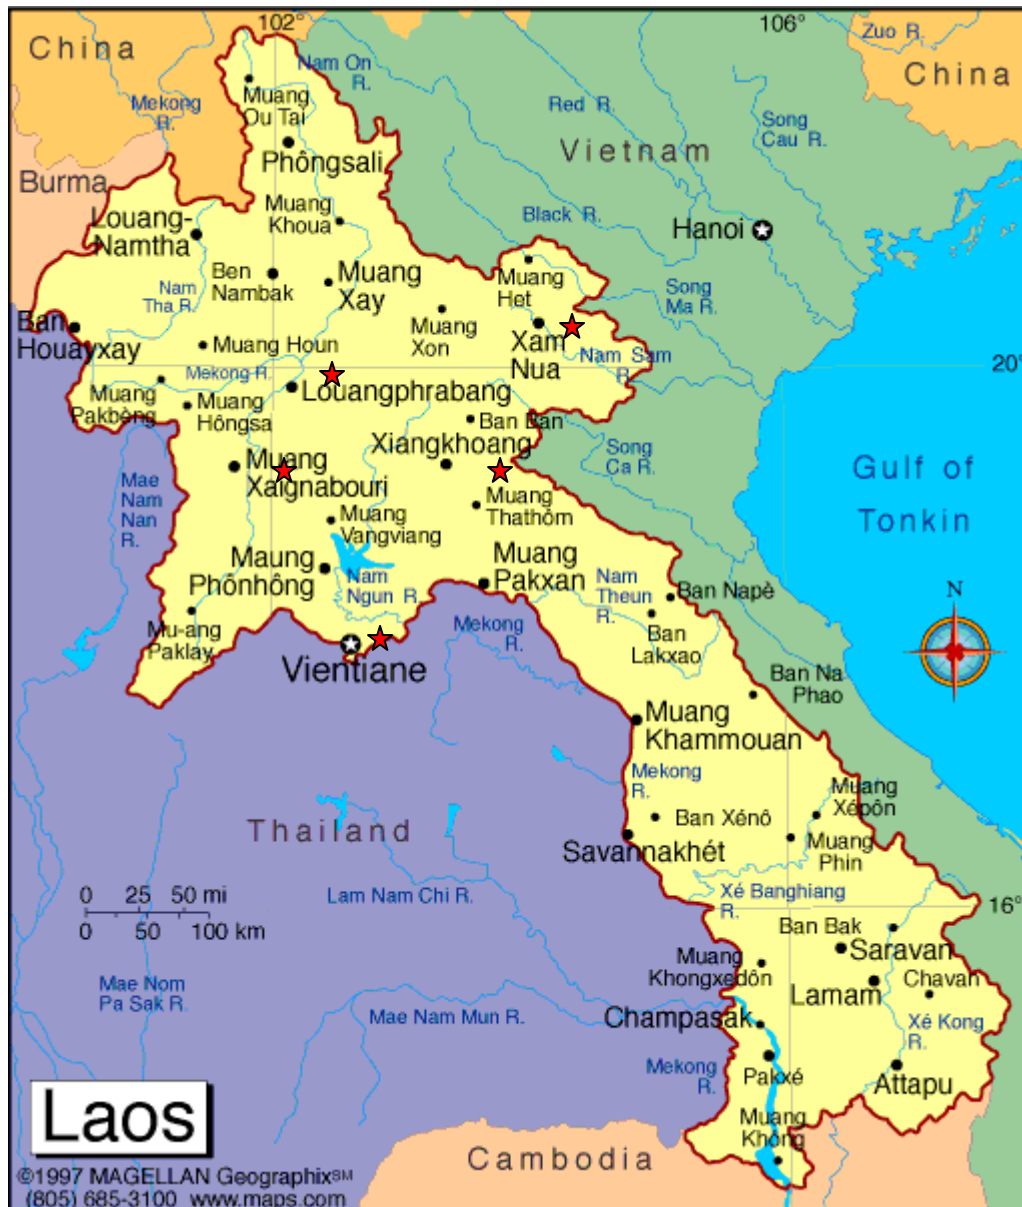 102°
106°
China
Zuo R.
China
Nam On
R.
Mekong
R.
Muang
Ou Tai
Red R.
Song
Cau R.
Phôngsali
Vietnam
Burma
Muang
Khoua
Louang-
Namtha
Black R.
Hanoi
Ben
Nambak
Muang
Xay
Muang
Het
Nam
Tha R.
Song
Ma R.
Ban
Houayxay
Muang
Xon
Xam
Nua
Muang Houn
Nam Sam
R.
20°
Mekong R.
Louangphrabang
Muang
Pakbèng
Muang
Hôngsa
Ban Ban
Xiangkhoang
Song
Ca R.
Muang
Xaignabouri
Gulf of
Tonkin
Mae
Nam
Nan
R.
Muang
Thathôm
Muang
Vangviang
Maung
Phônhông
Muang
Pakxan
Nam
Ngun R.
Nam
Theun
R.
Ban Napè
N
Mu-ang
Paklay
Mekong
R.
Ban
Lakxao
Vientiane
Ban Na
Phao
Muang
Khammouan
Mekong
R.
Muang
Xépôn
Ban Xénô
Thailand
Muang
Phin
Savannakhét
0 25 50 mi
0 50 100 km
Lam Nam Chi R.
Xé Banghiang
R.
16°
Ban Bak
Saravan
Muang
Khongxedôn
Chavan
Lamam
Mae Nom
Pa Sak R.
Mae Nam Mun R.
Champasak
Xé Kong
R.
Mekong
R.
Pakxé
Attapu
Muang
Không
Laos
Cambodia
©1997 MAGELLAN Geographix℠
(805) 685-3100 www.maps.com